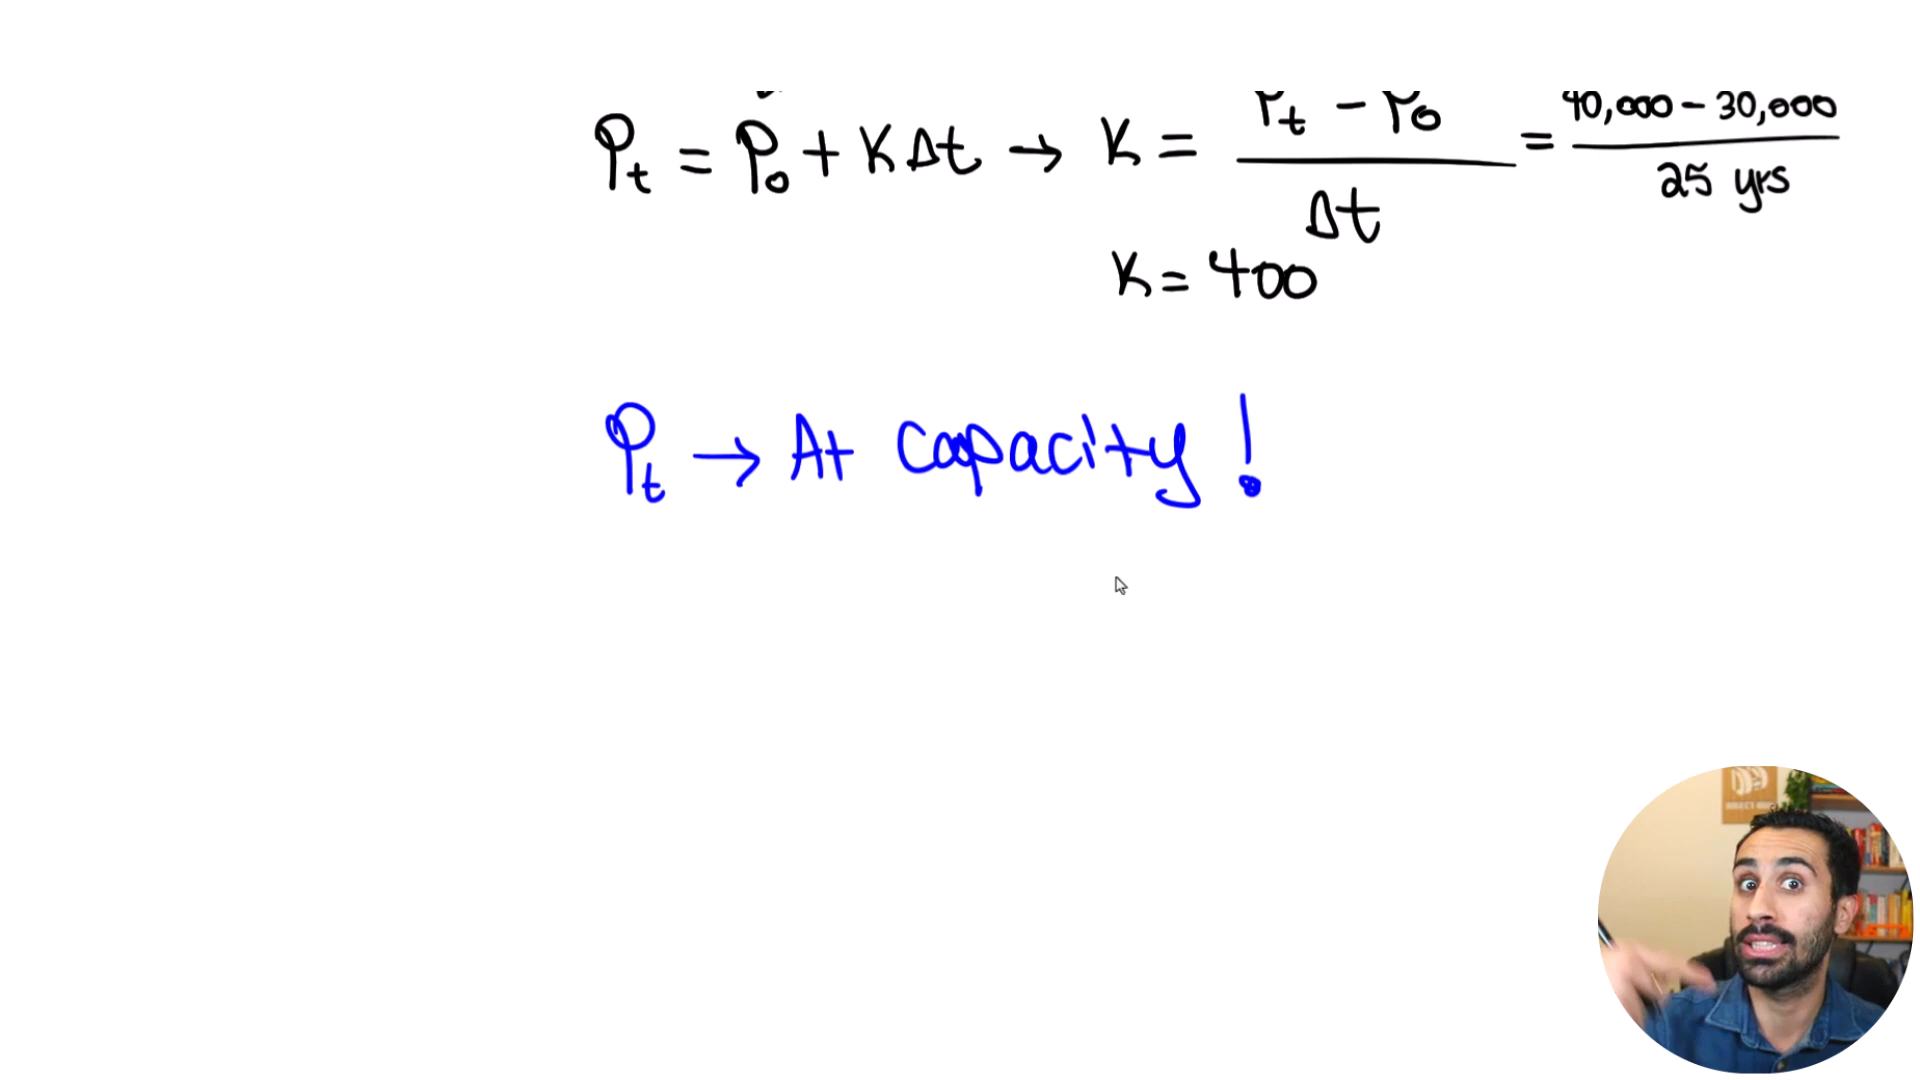 Pt = P0 + KΔt → K = Pt - P0 / Δt = 40,000 - 30,000 / 25 yrs
K = 400
Pt → At capacity!